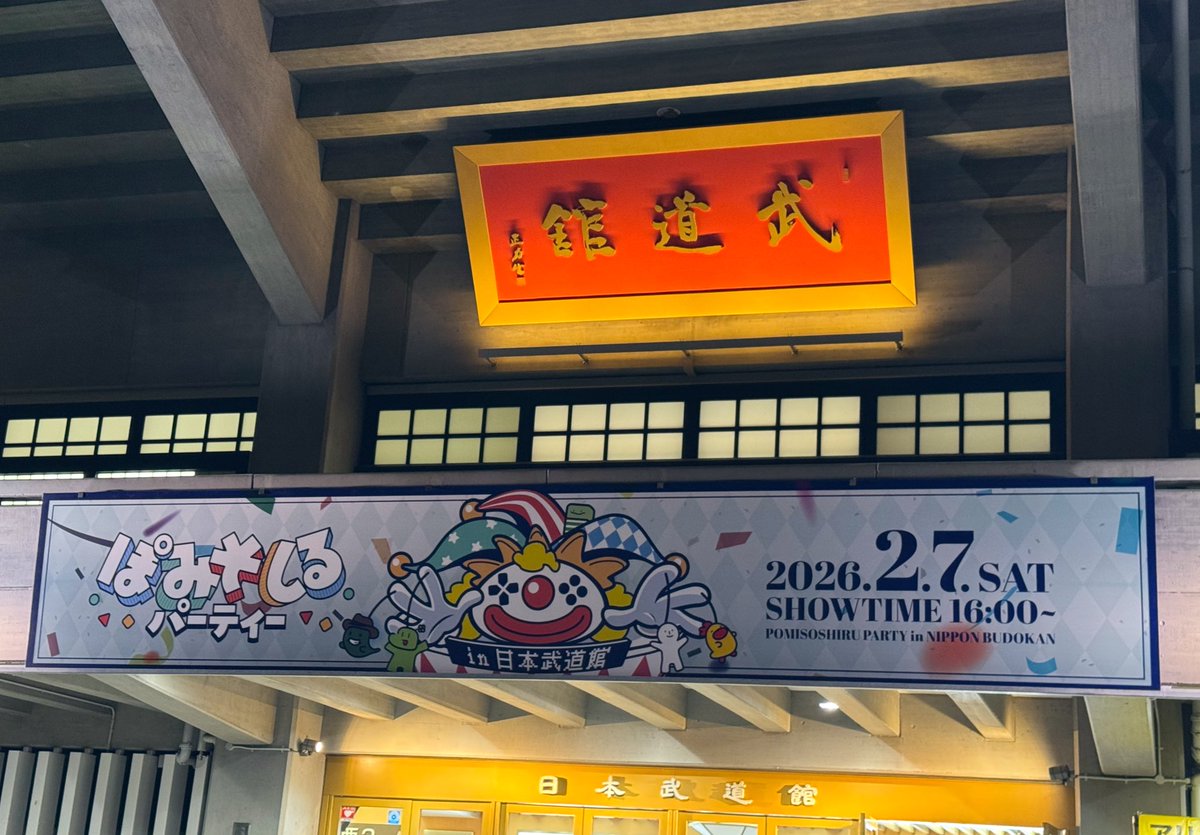 武道館
ぽみそしる
パーティー
in 日本武道館
2026.2.7.SAT
SHOWTIME 16:00~
POMISOSHIRU PARTY in NIPPON BUDOKAN
日本武道館